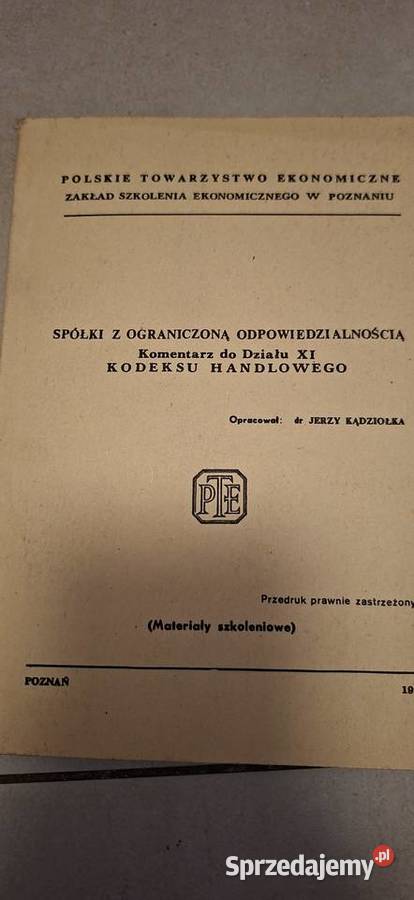 POLSKIE TOWARZYSTWO EKONOMICZNE
ZAKŁAD SZKOLENIA EKONOMICZNEGO W POZNANIU
SPÓŁKI Z OGRANICZONĄ ODPOWIEDZIALNOŚCIĄ
Komentarz do Działu XI
KODEKSU HANDLOWEGO
Opracował: dr JERZY KĄDZIOŁKA
PTE
Przedruk prawnie zastrzeżony
(Materiały szkoleniowe)
POZNAŃ 19
Sprzedajemy.pl